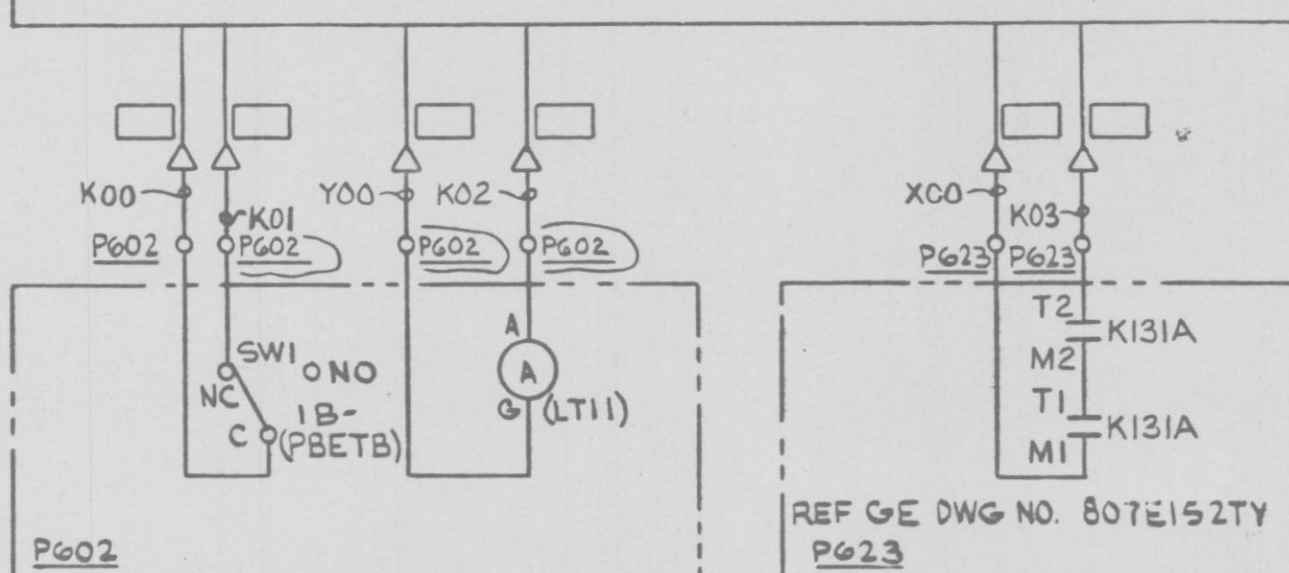 K00
K01
Y00
K02
XC0
K03
P602
P602
P602
P602
P623
P623
SW1
NO
NC
1B-
C
(PBETB)
A
A
G
(LT11)
T2
K131A
M2
T1
K131A
M1
REF GE DWG NO. 807E152TY
P602
P623